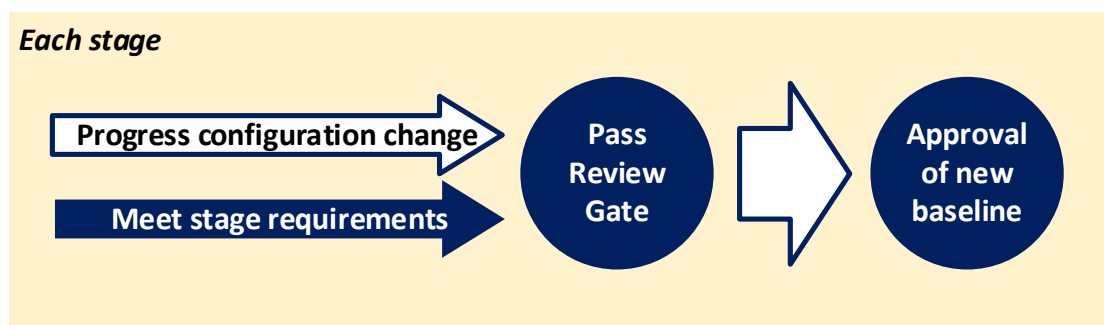 Each stage
Progress configuration change
Meet stage requirements
Pass
Review
Gate
Approval
of new
baseline